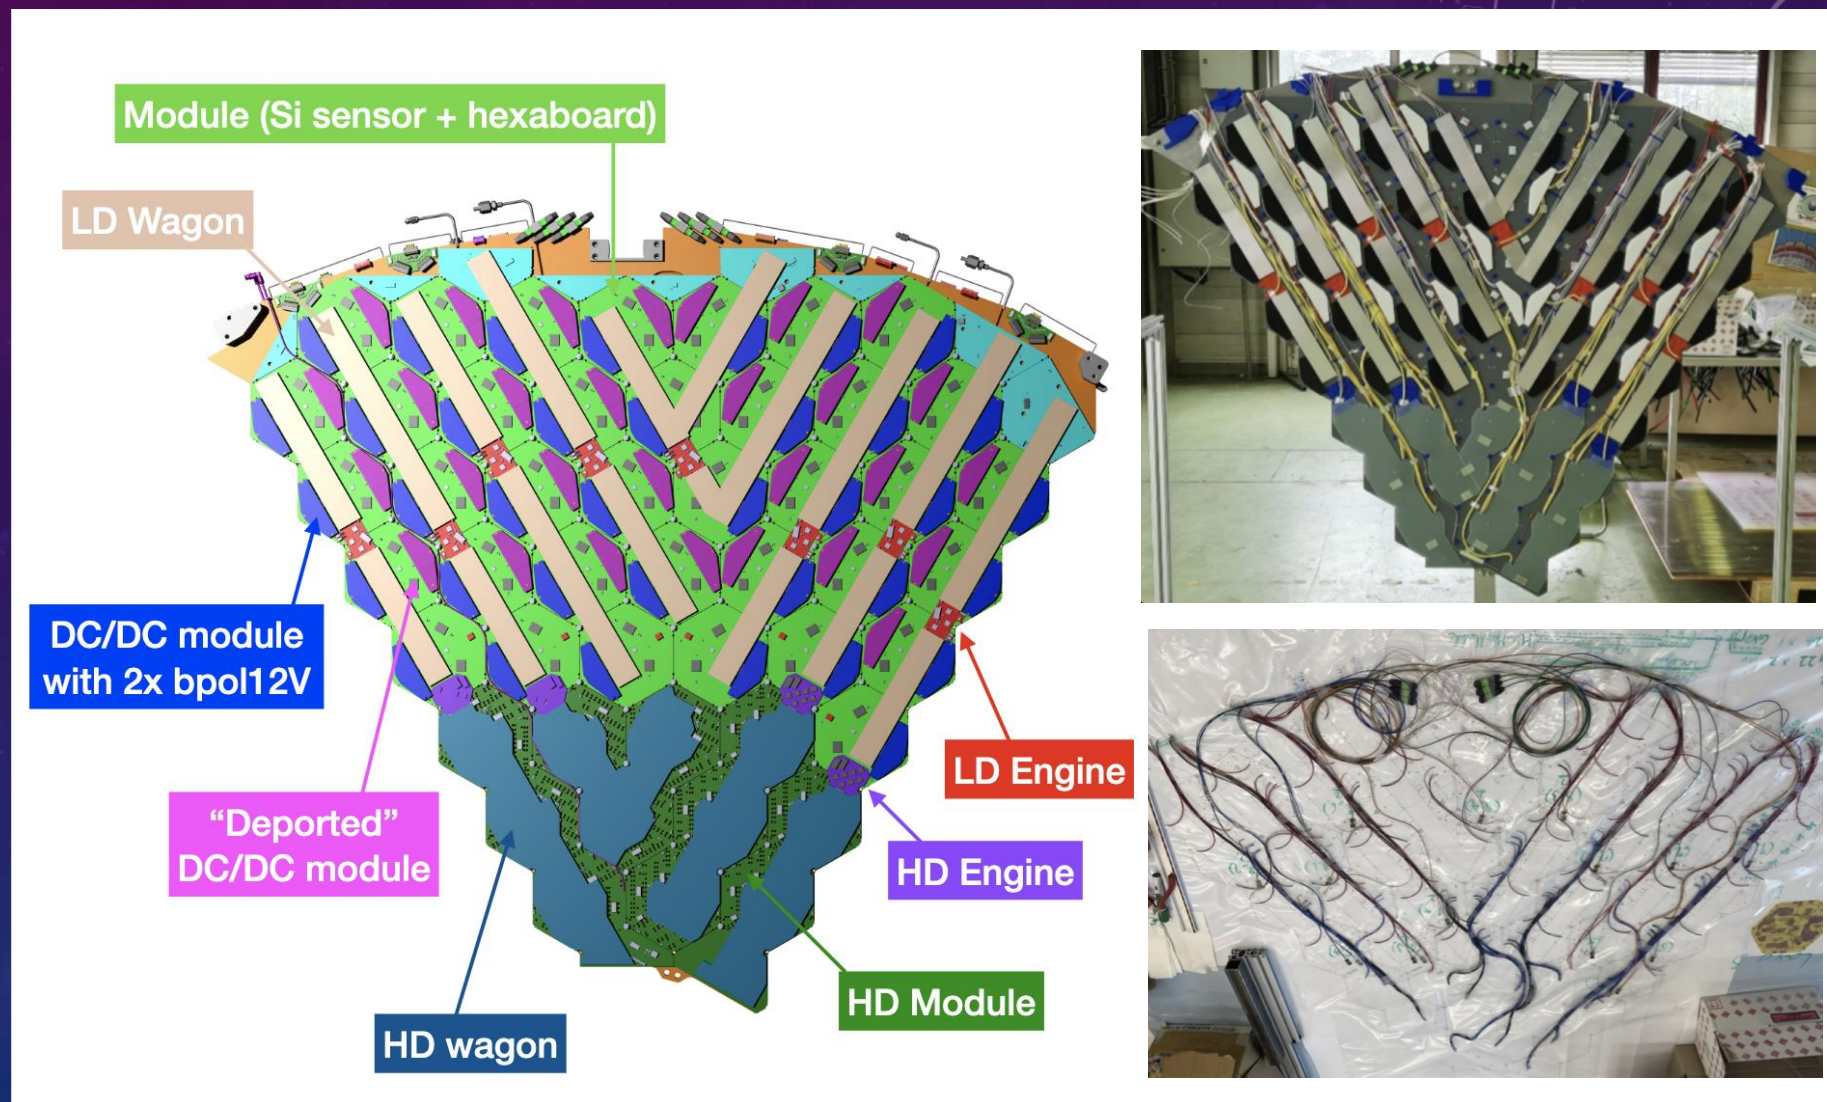 Module (Si sensor + hexaboard)
LD Wagon
DC/DC module
with 2x bpol12V
“Deported”
DC/DC module
HD wagon
LD Engine
HD Engine
HD Module